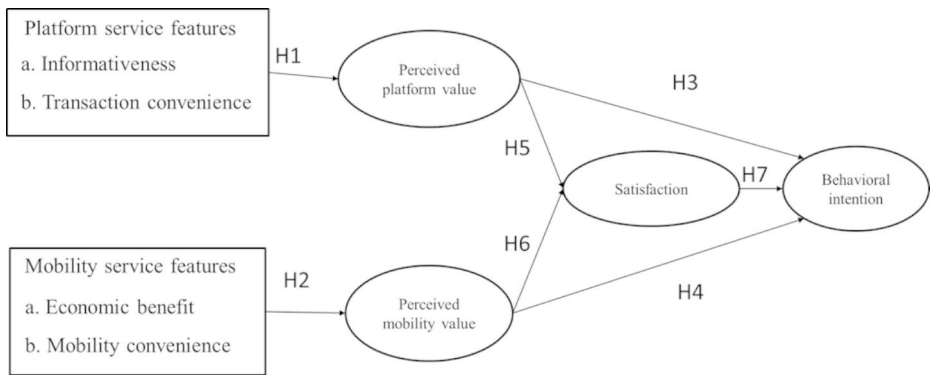 Platform service features
a. Informativeness
b. Transaction convenience
H1
Perceived
platform value
H3
H5
Satisfaction
H7
Behavioral
intention
H6
Mobility service features
a. Economic benefit
b. Mobility convenience
H2
Perceived
mobility value
H4